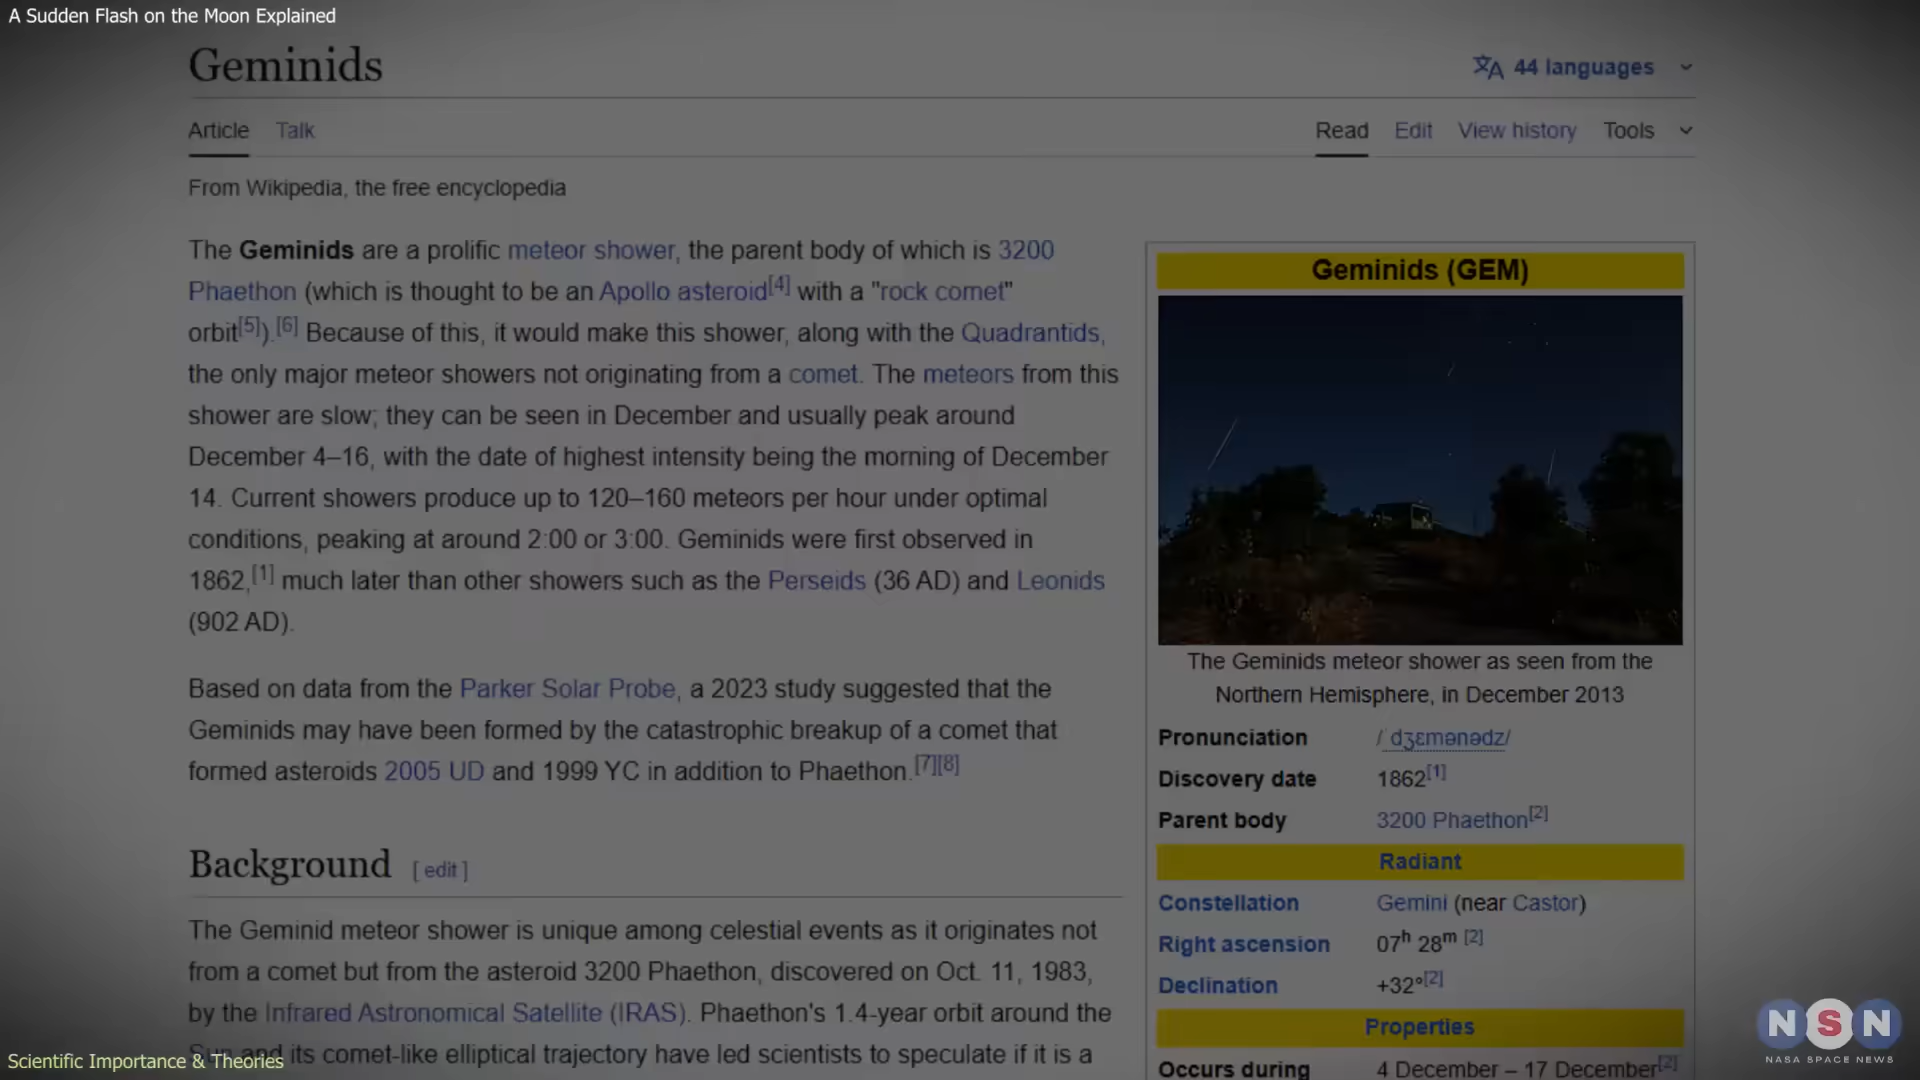 A Sudden Flash on the Moon Explained
Geminids
44 languages
Article Talk
Read Edit View history Tools
From Wikipedia, the free encyclopedia
The Geminids are a prolific meteor shower, the parent body of which is 3200
Phaethon (which is thought to be an Apollo asteroid[4] with a "rock comet"
orbit[5]).[6] Because of this, it would make this shower, along with the Quadrantids,
the only major meteor showers not originating from a comet. The meteors from this
shower are slow; they can be seen in December and usually peak around
December 4–16, with the date of highest intensity being the morning of December
14. Current showers produce up to 120–160 meteors per hour under optimal
conditions, peaking at around 2:00 or 3:00. Geminids were first observed in
1862,[1] much later than other showers such as the Perseids (36 AD) and Leonids
(902 AD).
Based on data from the Parker Solar Probe, a 2023 study suggested that the
Geminids may have been formed by the catastrophic breakup of a comet that
formed asteroids 2005 UD and 1999 YC in addition to Phaethon.[7][8]
Background [ edit ]
The Geminid meteor shower is unique among celestial events as it originates not
from a comet but from the asteroid 3200 Phaethon, discovered on Oct. 11, 1983,
by the Infrared Astronomical Satellite (IRAS). Phaethon's 1.4-year orbit around the
Sun and its comet-like elliptical trajectory have led scientists to speculate if it is a
Geminids (GEM)
The Geminids meteor shower as seen from the
Northern Hemisphere, in December 2013
Pronunciation /ˈdʒɛmənədz/
Discovery date 1862[1]
Parent body 3200 Phaethon[2]
Radiant
Constellation Gemini (near Castor)
Right ascension 07h 28m [2]
Declination +32°[2]
Properties
Occurs during 4 December – 17 December[2]
Scientific Importance & Theories
NSN
NASA SPACE NEWS